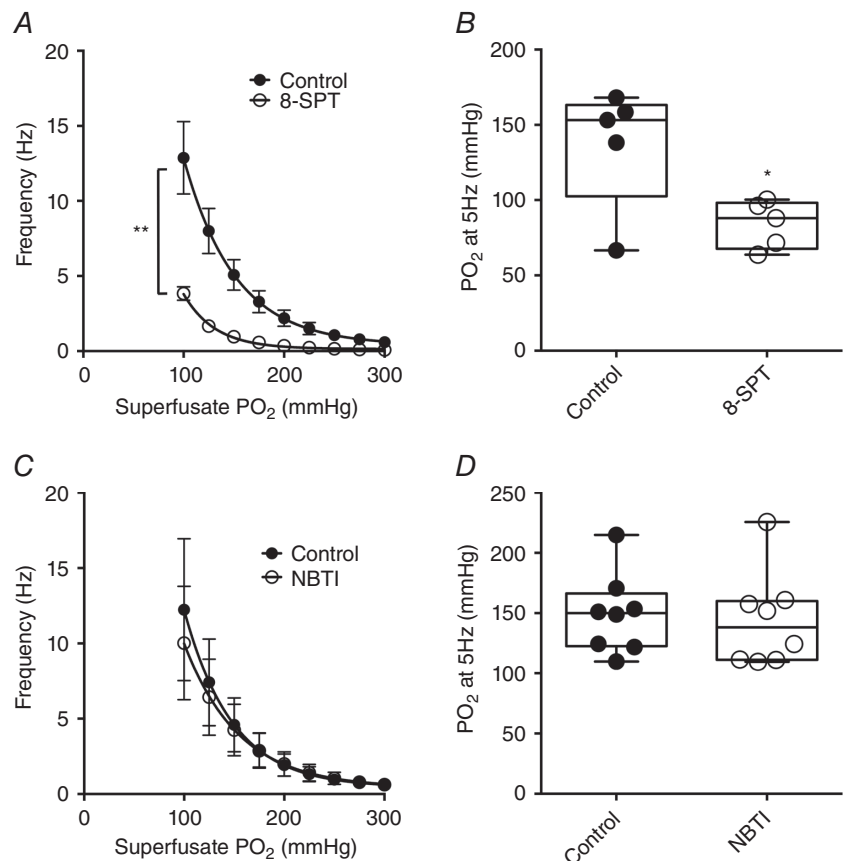 A
20
15
10
5
0
Frequency (Hz)
Control
8-SPT
**
0
100
200
300
Superfusate PO₂ (mmHg)
B
200
150
100
50
0
PO₂ at 5Hz (mmHg)
*
Control
8-SPT
C
20
15
10
5
0
Frequency (Hz)
Control
NBTI
0
100
200
300
Superfusate PO₂ (mmHg)
D
250
200
150
100
50
0
PO₂ at 5Hz (mmHg)
Control
NBTI